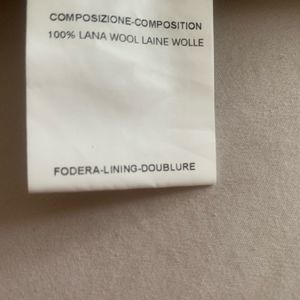 COMPOSIZIONE-COMPOSITION
100% LANA WOOL LAINE WOLLE
FODERA-LINING-DOUBLURE